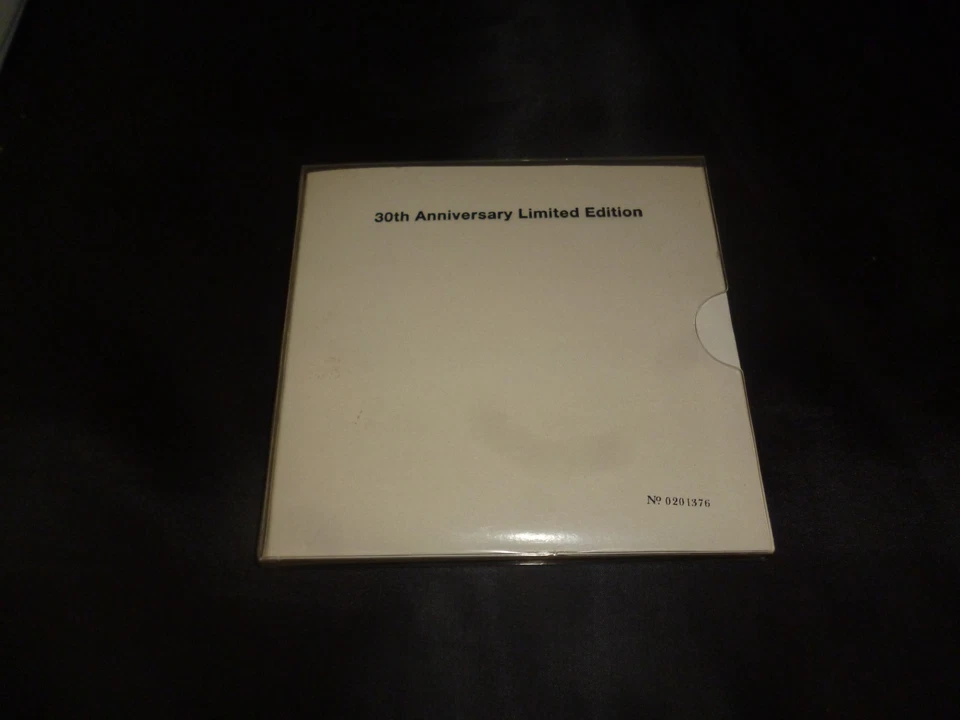 30th Anniversary Limited Edition
Nº 0201376